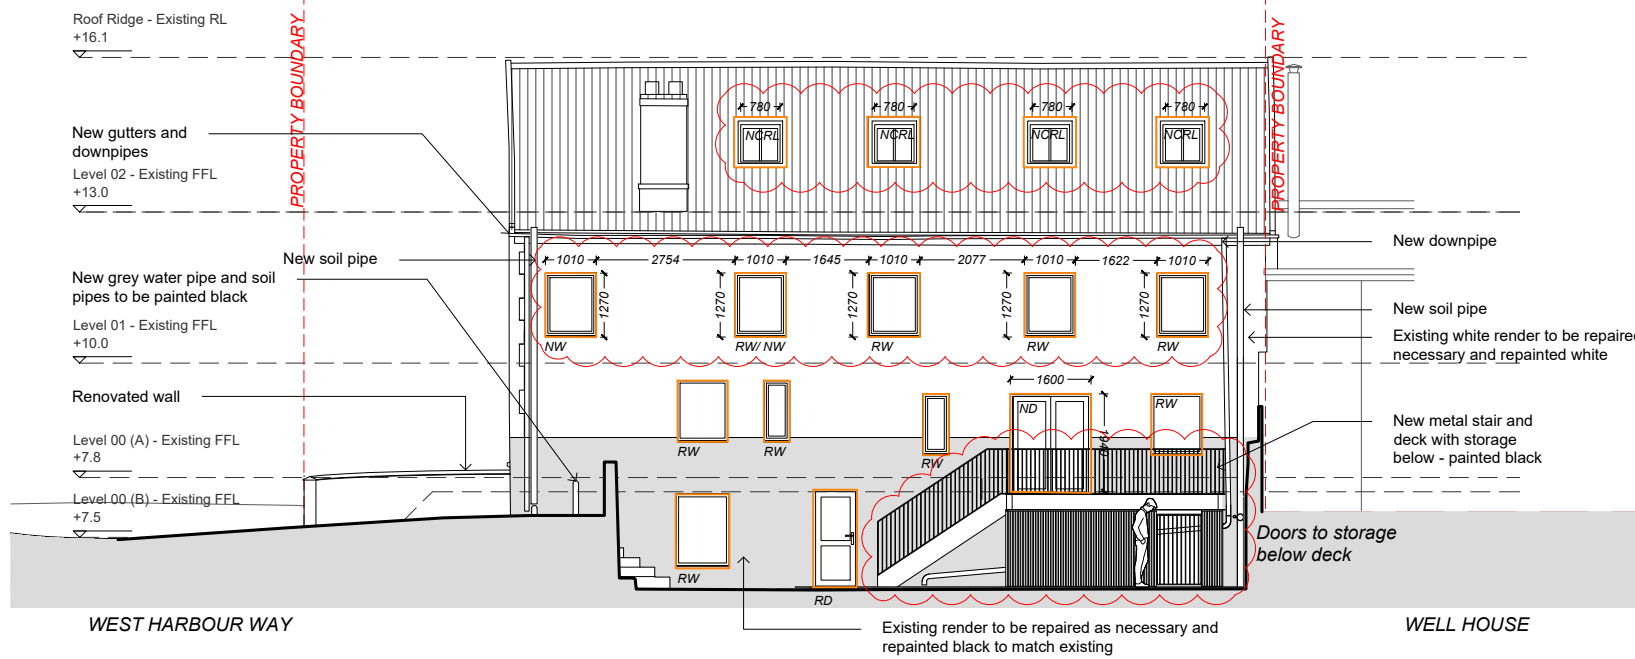 Roof Ridge - Existing RL
+16.1
PROPERTY BOUNDARY
PROPERTY BOUNDARY
780
780
780
780
NCRL
NCRL
NCRL
NCRL
New gutters and
downpipes
Level 02 - Existing FFL
+13.0
New downpipe
New soil pipe
1010
2754
1010
1645
1010
2077
1010
1622
1010
New grey water pipe and soil
pipes to be painted black
1270
1270
1270
1270
1270
New soil pipe
Level 01 - Existing FFL
+10.0
Existing white render to be
necessary and repainted white
NW
RW/ NW
RW
RW
RW
Renovated wall
1600
ND
RW
1940
New metal stair and
deck with storage
below - painted black
Level 00 (A) - Existing FFL
+7.8
RW
RW
RW
Level 00 (B) - Existing FFL
+7.5
Doors to storage
below deck
RW
RD
WEST HARBOUR WAY
Existing render to be repaired as necessary and
repainted black to match existing
WELL HOUSE